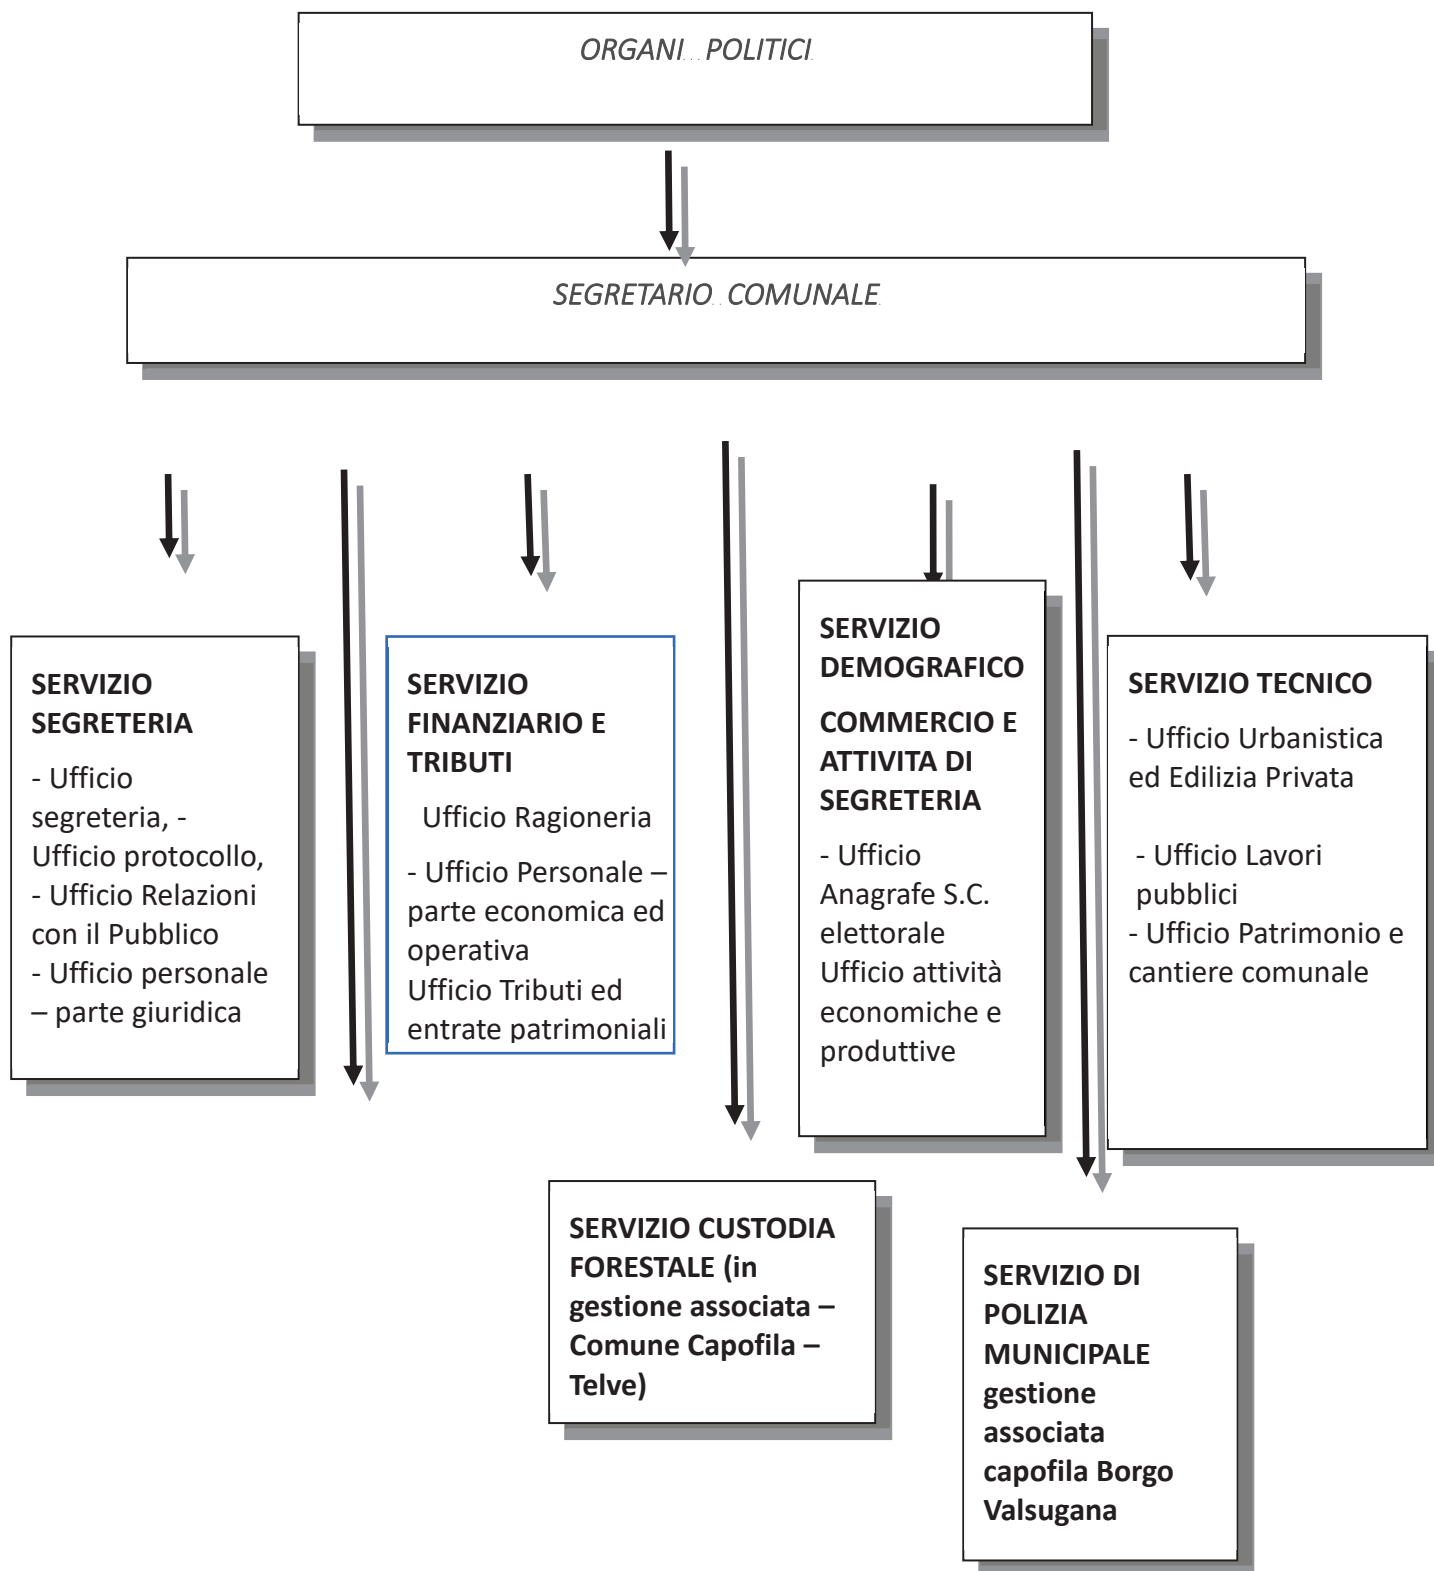 ORGANI POLITICI
SEGRETARIO COMUNALE
SERVIZIO
SEGRETERIA
- Ufficio
segreteria, -
Ufficio protocollo,
- Ufficio Relazioni
con il Pubblico
- Ufficio personale
– parte giuridica
SERVIZIO
FINANZIARIO E
TRIBUTI
Ufficio Ragioneria
- Ufficio Personale –
parte economica ed
operativa
Ufficio Tributi ed
entrate patrimoniali
SERVIZIO
DEMOGRAFICO
COMMERCIO E
ATTIVITA DI
SEGRETERIA
- Ufficio
Anagrafe S.C.
elettorale
Ufficio attività
economiche e
produttive
SERVIZIO TECNICO
- Ufficio Urbanistica
ed Edilizia Privata
- Ufficio Lavori
pubblici
- Ufficio Patrimonio e
cantiere comunale
SERVIZIO CUSTODIA
FORESTALE (in
gestione associata –
Comune Capofila –
Telve)
SERVIZIO DI
POLIZIA
MUNICIPALE
gestione
associata
capofila Borgo
Valsugana